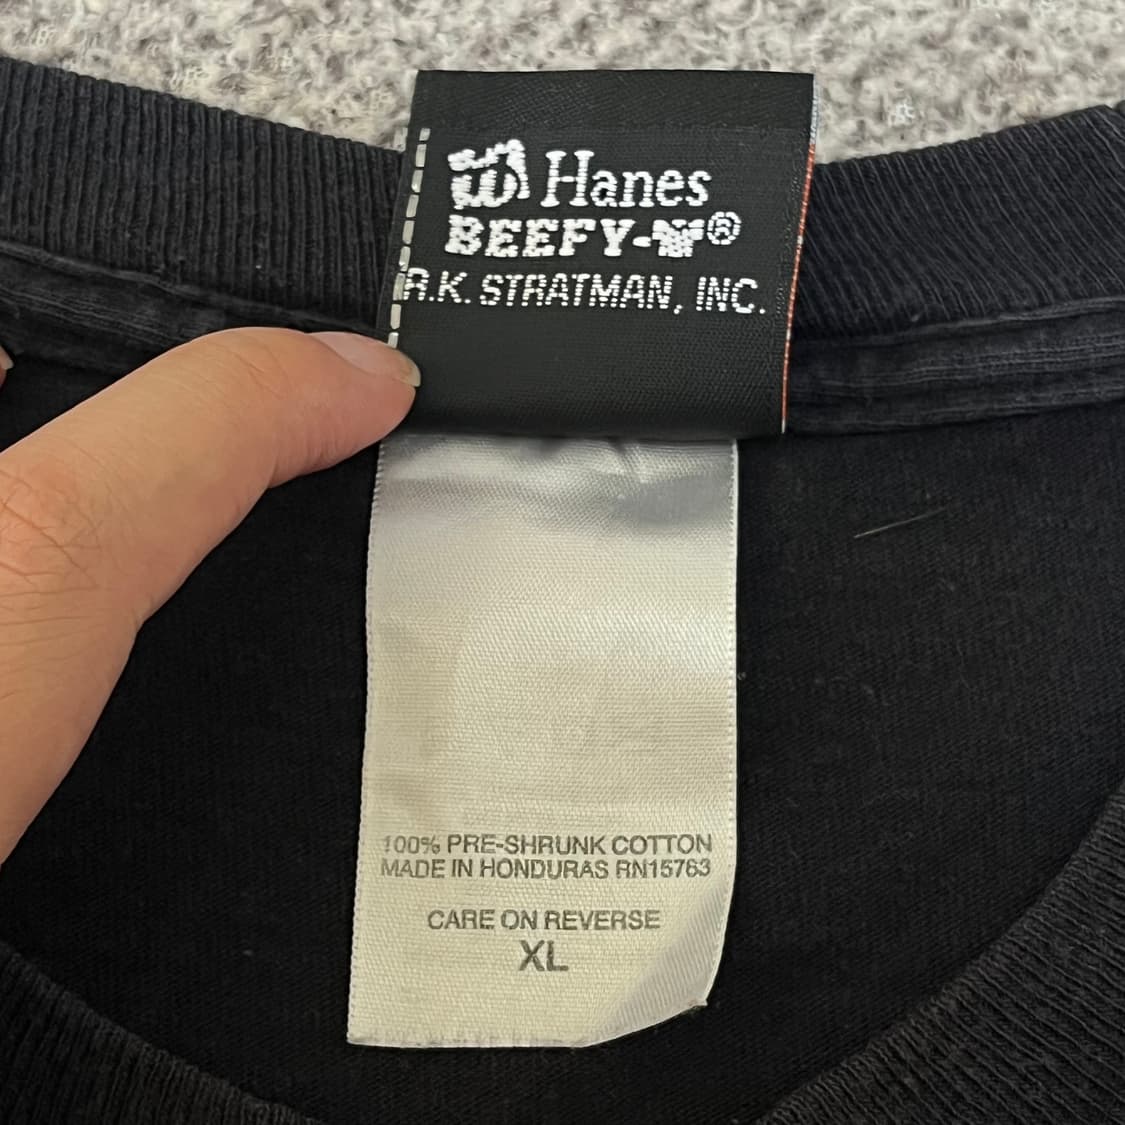 Hanes
BEEFY-T®
R.K. STRATMAN, INC.
100% PRE-SHRUNK COTTON
MADE IN HONDURAS RN15763
CARE ON REVERSE
XL